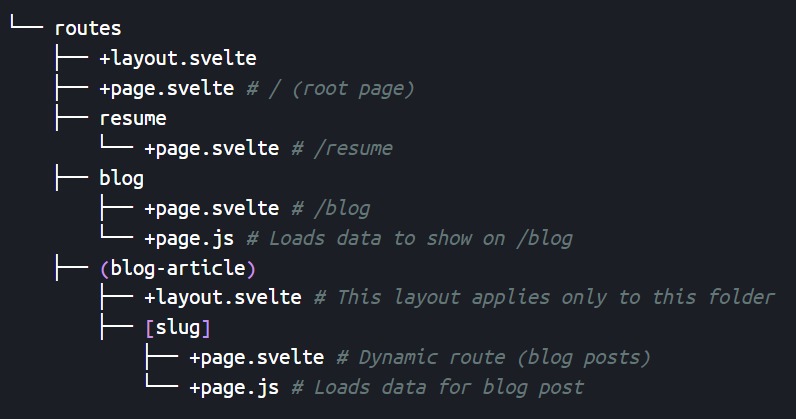 └── routes
    ├── +layout.svelte
    ├── +page.svelte # / (root page)
    ├── resume
        └── +page.svelte # /resume
    ├── blog
        ├── +page.svelte # /blog
        └── +page.js # Loads data to show on /blog
    ├── (blog-article)
        ├── +layout.svelte # This layout applies only to this folder
        ├── [slug]
            ├── +page.svelte # Dynamic route (blog posts)
            └── +page.js # Loads data for blog post